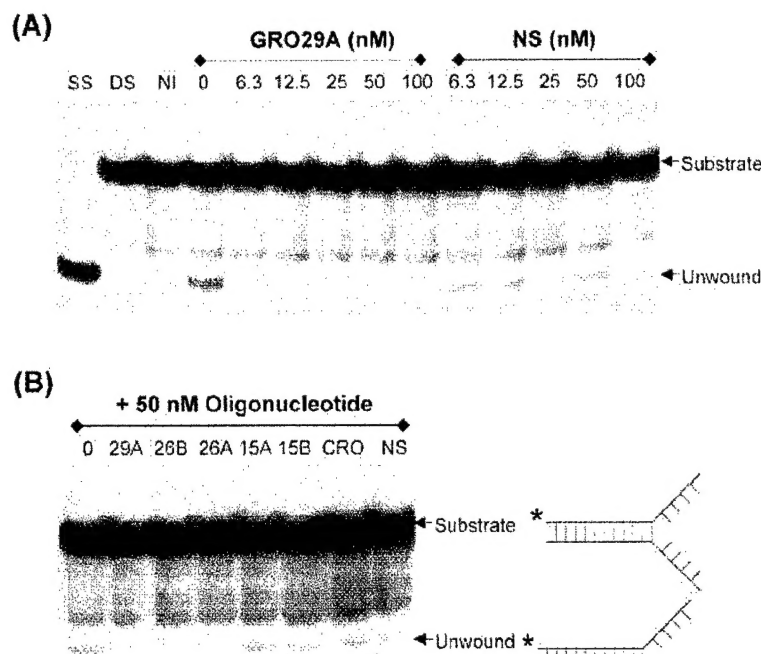 (A)
GRO29A (nM) NS (nM)
SS DS NI 0 6.3 12.5 25 50 100 6.3 12.5 25 50 100
Substrate
Unwound
(B)
+ 50 nM Oligonucleotide
0 29A 26B 26A 15A 15B CRO NS
Substrate *
Unwound *